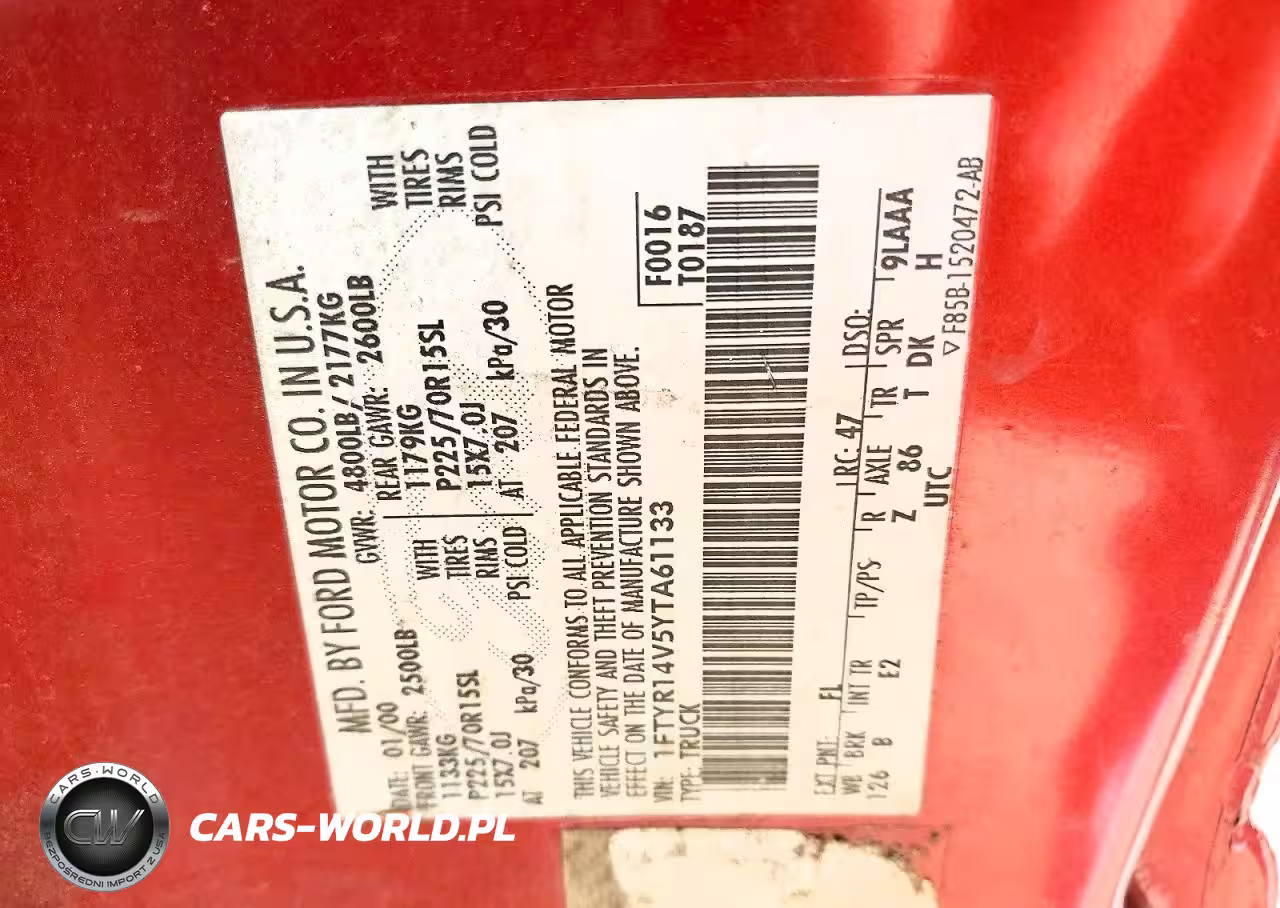 MFD. BY FORD MOTOR CO. IN U.S.A.
DATE: 01/00 GVWR: 4800LB/ 2177KG
FRONT GAWR: 2500LB REAR GAWR: 2600LB
1133KG WITH 1179KG WITH
P225/70R15SL TIRES P225/70R15SL TIRES
15X7.0J RIMS 15X7.0J RIMS
AT 207 kPa/30 PSI COLD AT 207 kPa/30 PSI COLD
THIS VEHICLE CONFORMS TO ALL APPLICABLE FEDERAL MOTOR
VEHICLE SAFETY AND THEFT PREVENTION STANDARDS IN
EFFECT ON THE DATE OF MANUFACTURE SHOWN ABOVE.
VIN: 1FTYR14V5YTA61133 F0016
TYPE: TRUCK T0187
EXT PNT: FL RC: 47 DSO:
WB BRK INT TR TP/PS R AXLE TR SPR 9LAAA
126 B E2 Z 86 T DK H
UTC
▽F85B-1520472-AB
CARS-WORLD
CW
BEZPOŚREDNI IMPORT Z USA
CARS-WORLD.PL